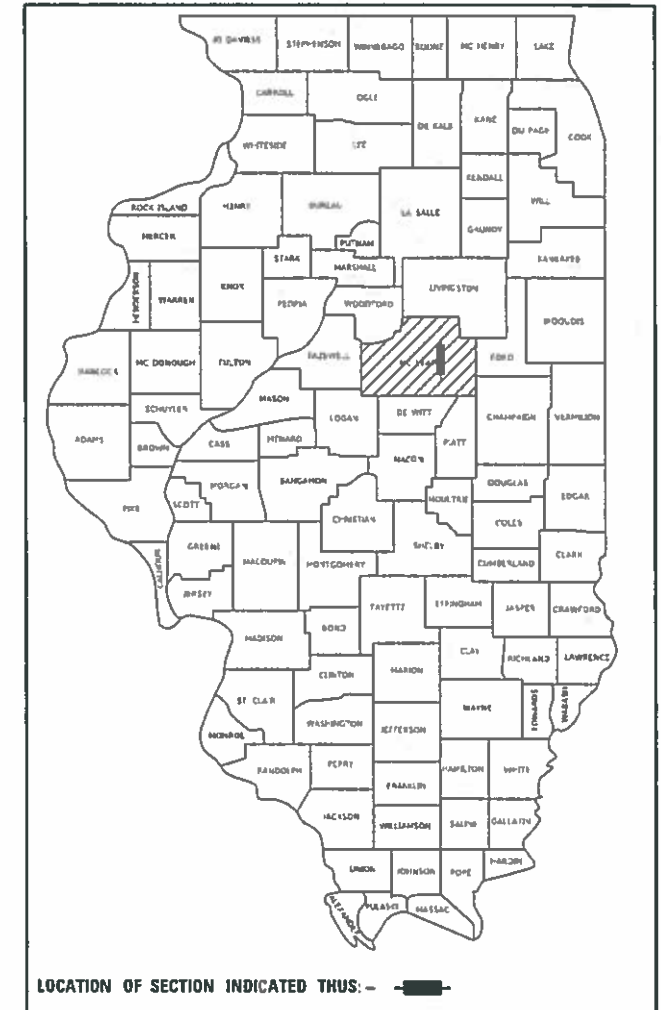 JO DAVIESS STEPHENSON WINNEBAGO BOONE MC HENRY LAKE
CARROLL OGLE
DE KALB KANE DU PAGE COOK
WHITESIDE LEE
KENDALL
WILL
ROCK ISLAND HENRY BUREAU LA SALLE
GRUNDY
MERCER PUTNAM
STARK MARSHALL KANKAKEE
HENDERSON WARREN KNOX PEORIA WOODFORD LIVINGSTON
IROQUOIS
HANCOCK MC DONOUGH FULTON TAZEWELL MC LEAN FORD
MASON
SCHUYLER LOGAN DE WITT CHAMPAIGN VERMILION
ADAMS BROWN CASS MENARD PIATT
MACON
MORGAN SANGAMON DOUGLAS
PIKE SCOTT MOULTRIE EDGAR
CHRISTIAN COLES
GREENE MACOUPIN SHELBY CLARK
CALHOUN MONTGOMERY CUMBERLAND
JERSEY FAYETTE EFFINGHAM JASPER CRAWFORD
MADISON BOND
CLAY RICHLAND LAWRENCE
CLINTON MARION
ST. CLAIR WAYNE EDWARDS WABASH
WASHINGTON JEFFERSON
MONROE
RANDOLPH PERRY HAMILTON WHITE
FRANKLIN
JACKSON WILLIAMSON SALINE GALLATIN
UNION JOHNSON POPE HARDIN
ALEXANDER PULASKI MASSAC
LOCATION OF SECTION INDICATED THUS: -